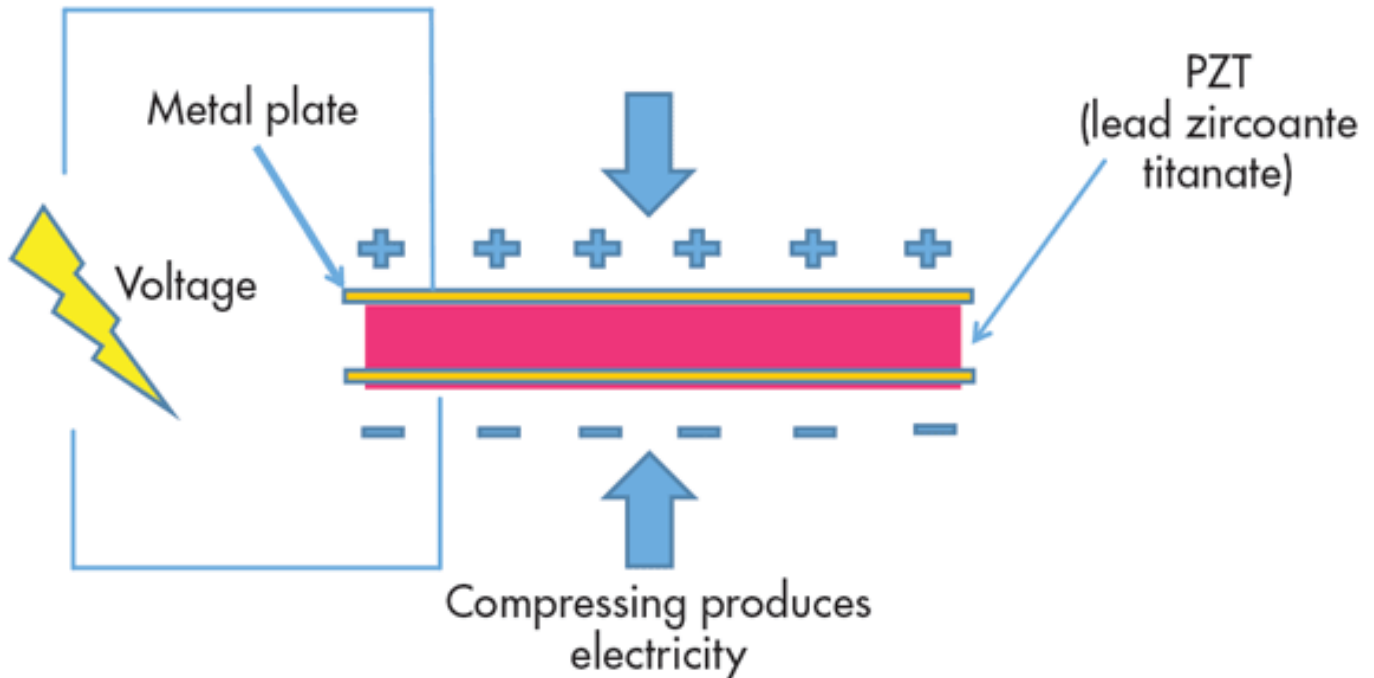 Metal plate
PZT
(lead zircoante
titanate)
Voltage
Compressing produces
electricity